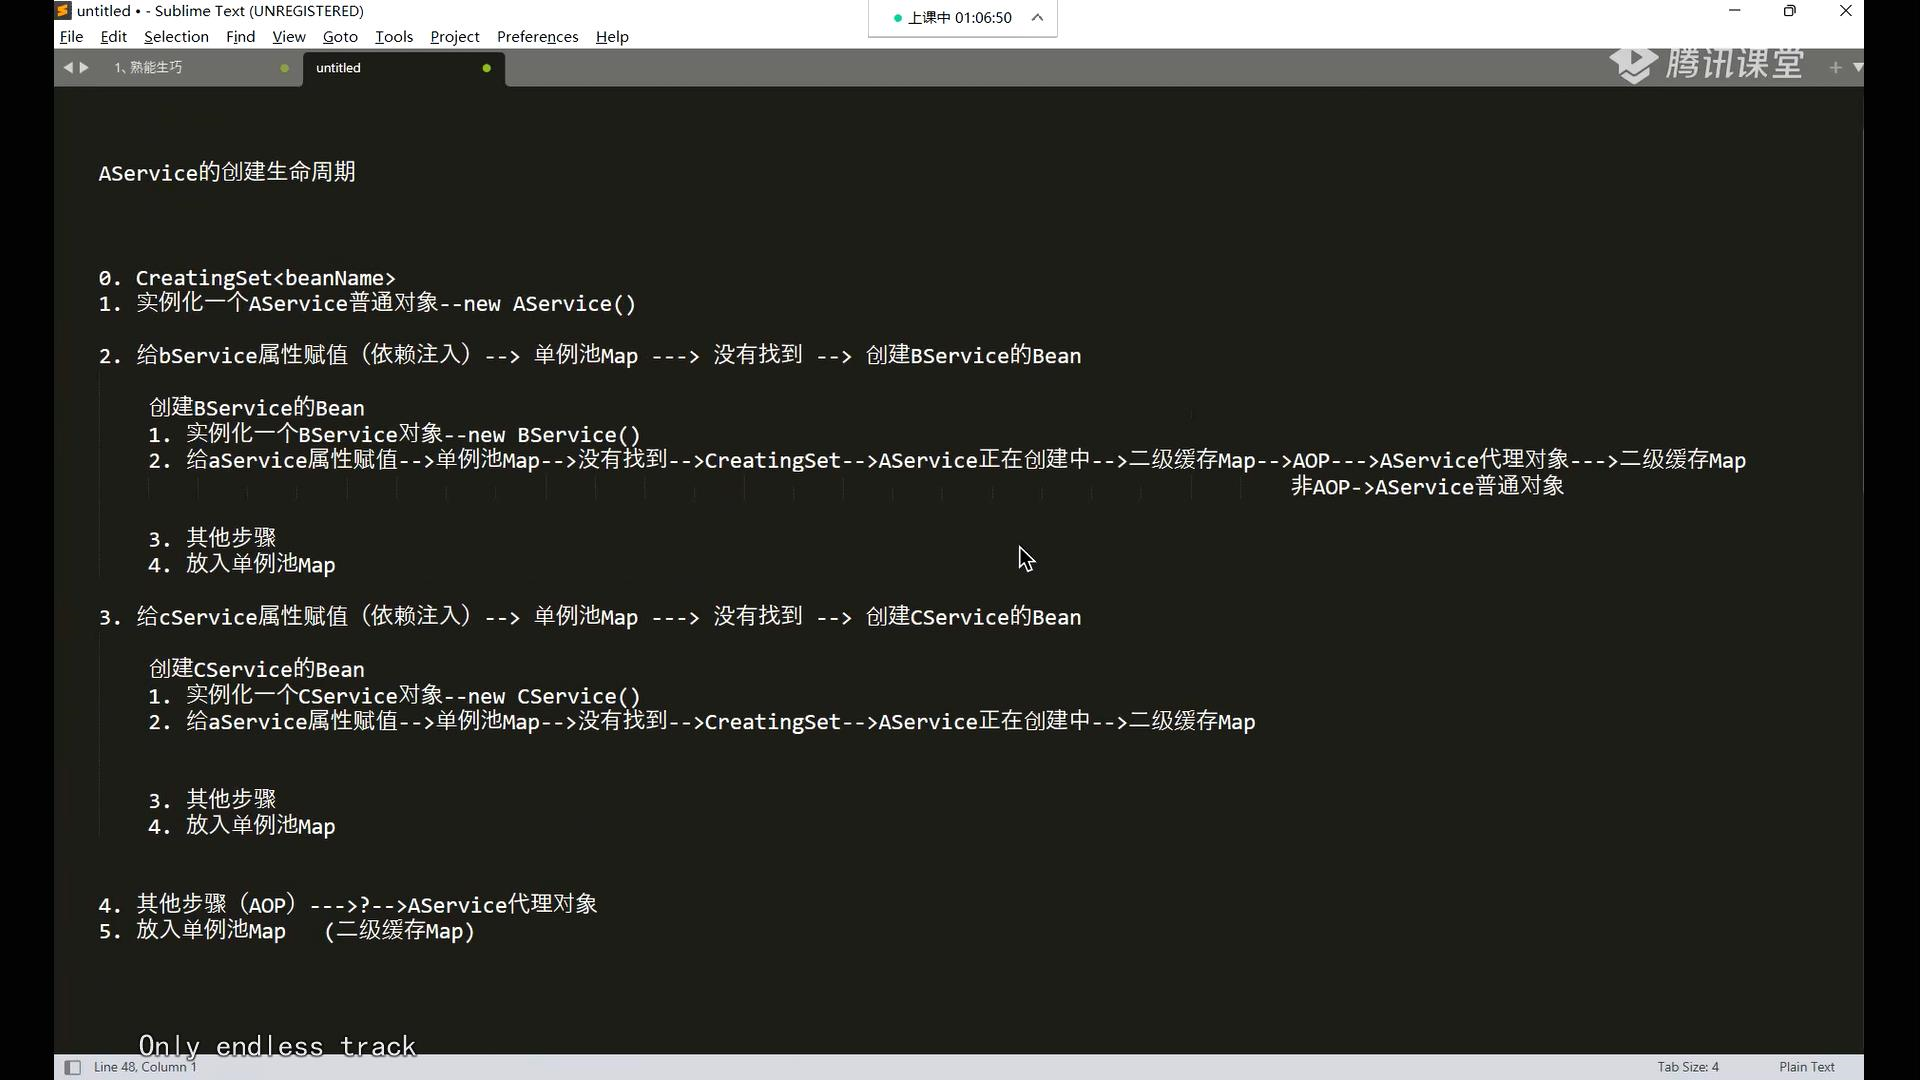 untitled • - Sublime Text (UNREGISTERED)
上课中 01:06:50
File Edit Selection Find View Goto Tools Project Preferences Help
1、熟能生巧
untitled
腾讯课堂
AService的创建生命周期
0. CreatingSet<beanName>
1. 实例化一个AService普通对象--new AService()
2. 给bService属性赋值（依赖注入）--> 单例池Map ---> 没有找到 --> 创建BService的Bean
创建BService的Bean
1. 实例化一个BService对象--new BService()
2. 给aService属性赋值-->单例池Map-->没有找到-->CreatingSet-->AService正在创建中-->二级缓存Map-->AOP--->AService代理对象--->二级缓存Map
非AOP->AService普通对象
3. 其他步骤
4. 放入单例池Map
3. 给cService属性赋值（依赖注入）--> 单例池Map ---> 没有找到 --> 创建CService的Bean
创建CService的Bean
1. 实例化一个CService对象--new CService()
2. 给aService属性赋值-->单例池Map-->没有找到-->CreatingSet-->AService正在创建中-->二级缓存Map
3. 其他步骤
4. 放入单例池Map
4. 其他步骤（AOP）--->?-->AService代理对象
5. 放入单例池Map (二级缓存Map)
Only endless track
Line 48, Column 1
Tab Size: 4
Plain Text